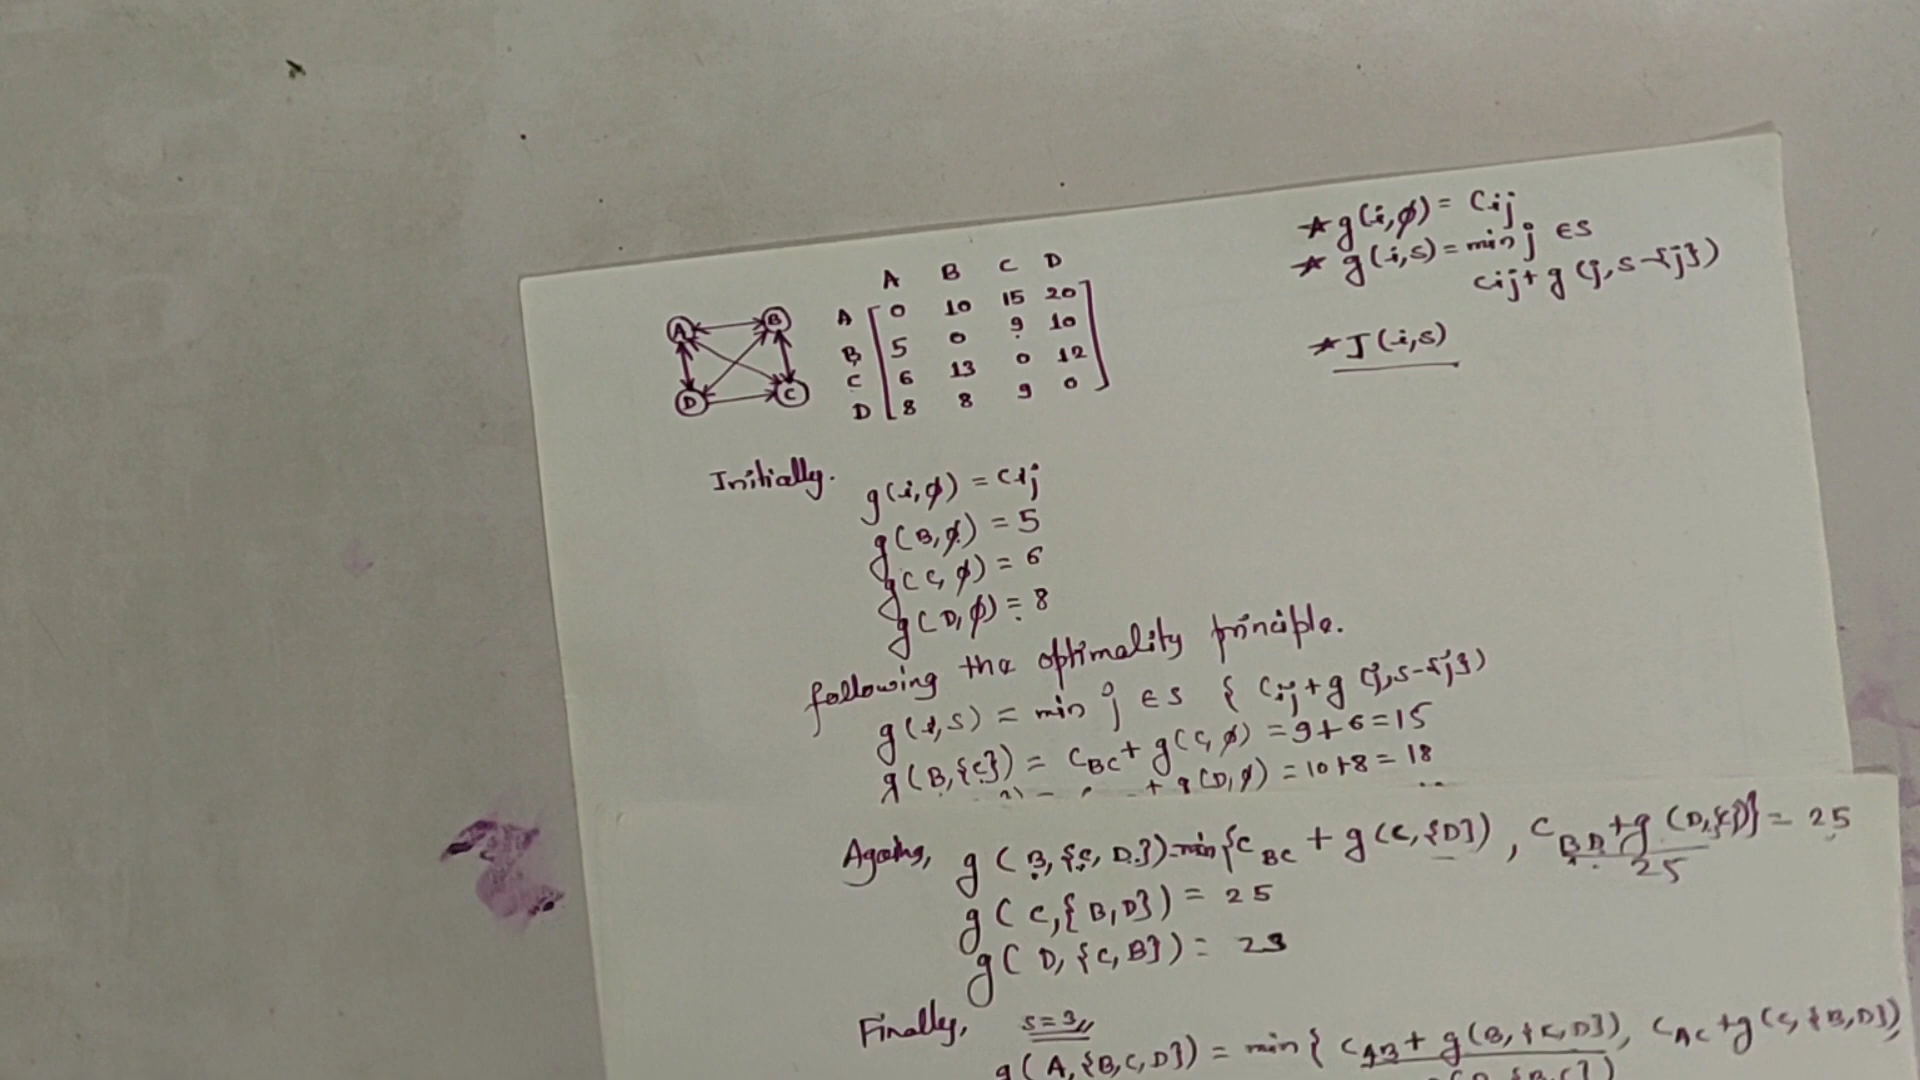 A B C D
A 0 10 15 20
B 5 0 9 10
C 6 13 0 12
D 8 8 9 0
A B
D C
* g(i,φ) = Cij
* g(i,s) = min j ∈ s
cij + g (j, s-{j})
* J(i,s)
Initially.
g(i,φ) = cij
g(B,φ) = 5
g(C,φ) = 6
g(D,φ) = 8
following the optimality principle.
g(i,s) = min j ∈ s { Cij + g (j,s-{j})
g(B,{C}) = CBC + g(C,φ) = 9+6 = 15
+ g(D,φ) = 10+8 = 18
Again, g(B,{C,D}) = min{CBC + g(C,{D}), CBD + g(D,{C})} = 25
25
g(C,{B,D}) = 25
g(D,{C,B}) = 23
Finally, s=3
g(A,{B,C,D}) = min{ CAB + g(B,{C,D}), CAC + g(C,{B,D}),